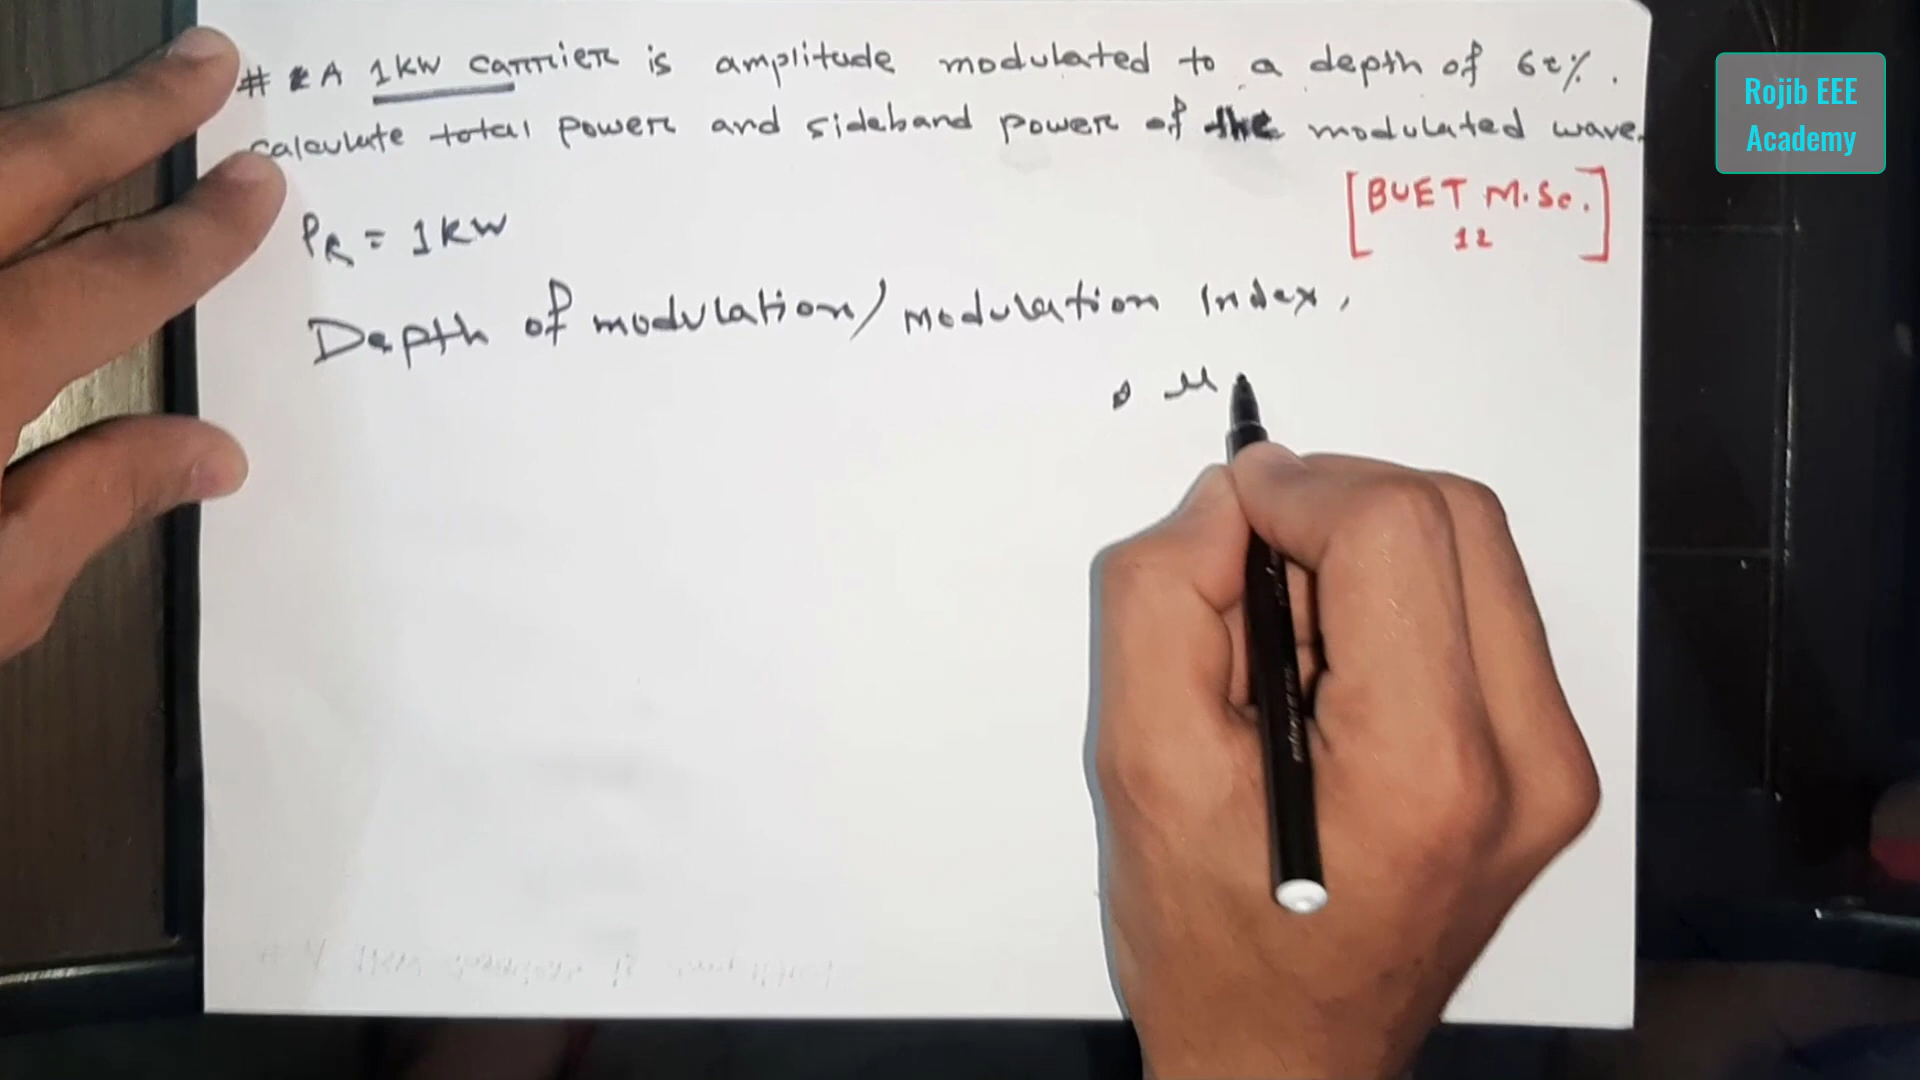 # A 1kW carrier is amplitude modulated to a depth of 60%.
calculate total power and sideband power of the modulated wave.
[BUET M.Sc.
12]
PR = 1kW
Depth of modulation/modulation Index,
μ
Rojib EEE
Academy